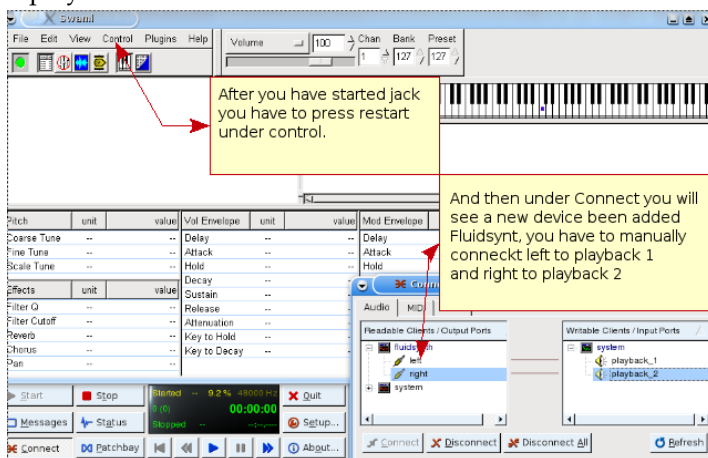 Swami
File Edit View Control Plugins Help
Volume 100 Chan Bank Preset
1 127 127
After you have started jack
you have to press restart
under control.
And then under Connect you will
see a new device been added
Fluidsynt, you have to manually
conneckt left to playback 1
and right to playback 2
Pitch unit value Vol Envelope unit value Mod Envelope
Coarse Tune -- -- Delay -- -- Delay
Fine Tune -- -- Attack -- -- Attack
Scale Tune -- -- Hold -- -- Hold
Effects unit value Decay -- --
Filter Q -- -- Sustain -- --
Filter Cutoff -- -- Release -- --
Reverb -- -- Attenuation -- --
Chorus -- -- Key to Hold -- --
Pan -- -- Key to Decay -- --
Audio MIDI
Readable Clients / Output Ports Writable Clients / Input Ports
fluidsynth system
left playback_1
right playback_2
system
Connect Disconnect Disconnect All Refresh
Start Stop Started -- 9.2 % 48000 Hz Quit
0 (0) 00:00:00
Messages Status Stopped -- Setup...
Connect Patchbay About...